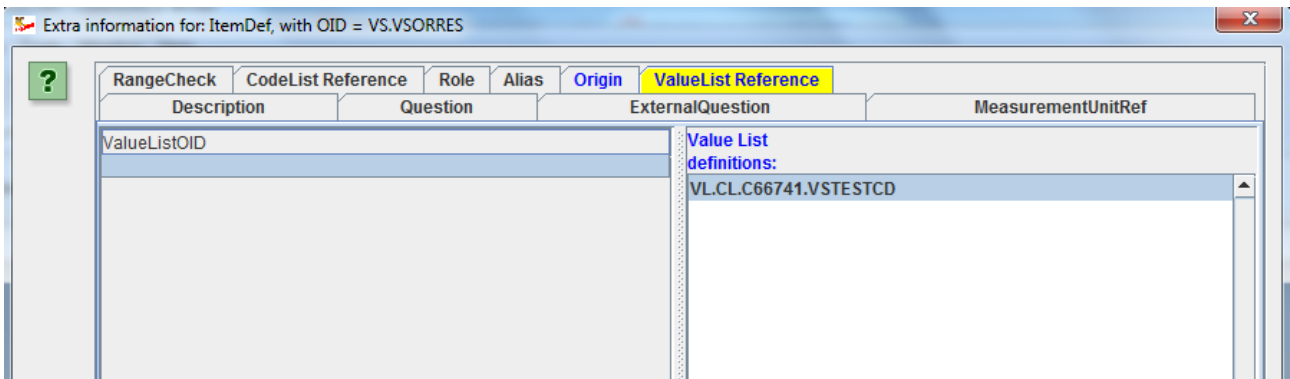 Extra information for: ItemDef, with OID = VS.VSORRES
x
?
RangeCheck CodeList Reference Role Alias Origin ValueList Reference
Description Question ExternalQuestion MeasurementUnitRef
ValueListOID
Value List
definitions:
VL.CL.C66741.VSTESTCD